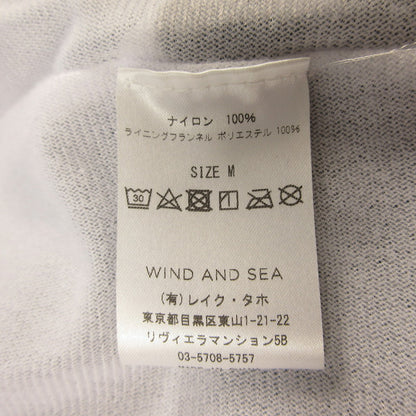 ナイロン 100%
ライニングフランネル ポリエステル 100%
SIZE M
30
WIND AND SEA
(有)レイク・タホ
東京都目黒区東山1-21-22
リヴィエラマンション5B
03-5708-5757